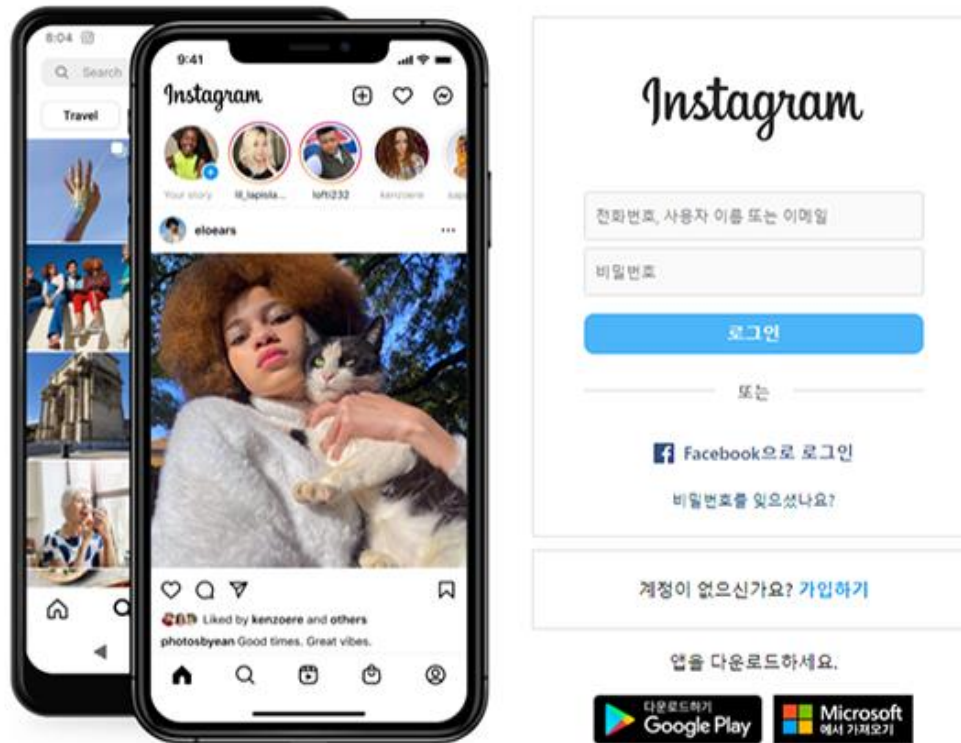 8:04
Search
Travel
9:41
Instagram
Your story
lil_lapisla...
lofti232
kenzoere
eloears
Liked by kenzoere and others
photosbyean Good times. Great vibes.
Instagram
전화번호, 사용자 이름 또는 이메일
비밀번호
로그인
또는
Facebook으로 로그인
비밀번호를 잊으셨나요?
계정이 없으신가요? 가입하기
앱을 다운로드하세요.
다운로드하기
Google Play
Microsoft
에서 가져오기